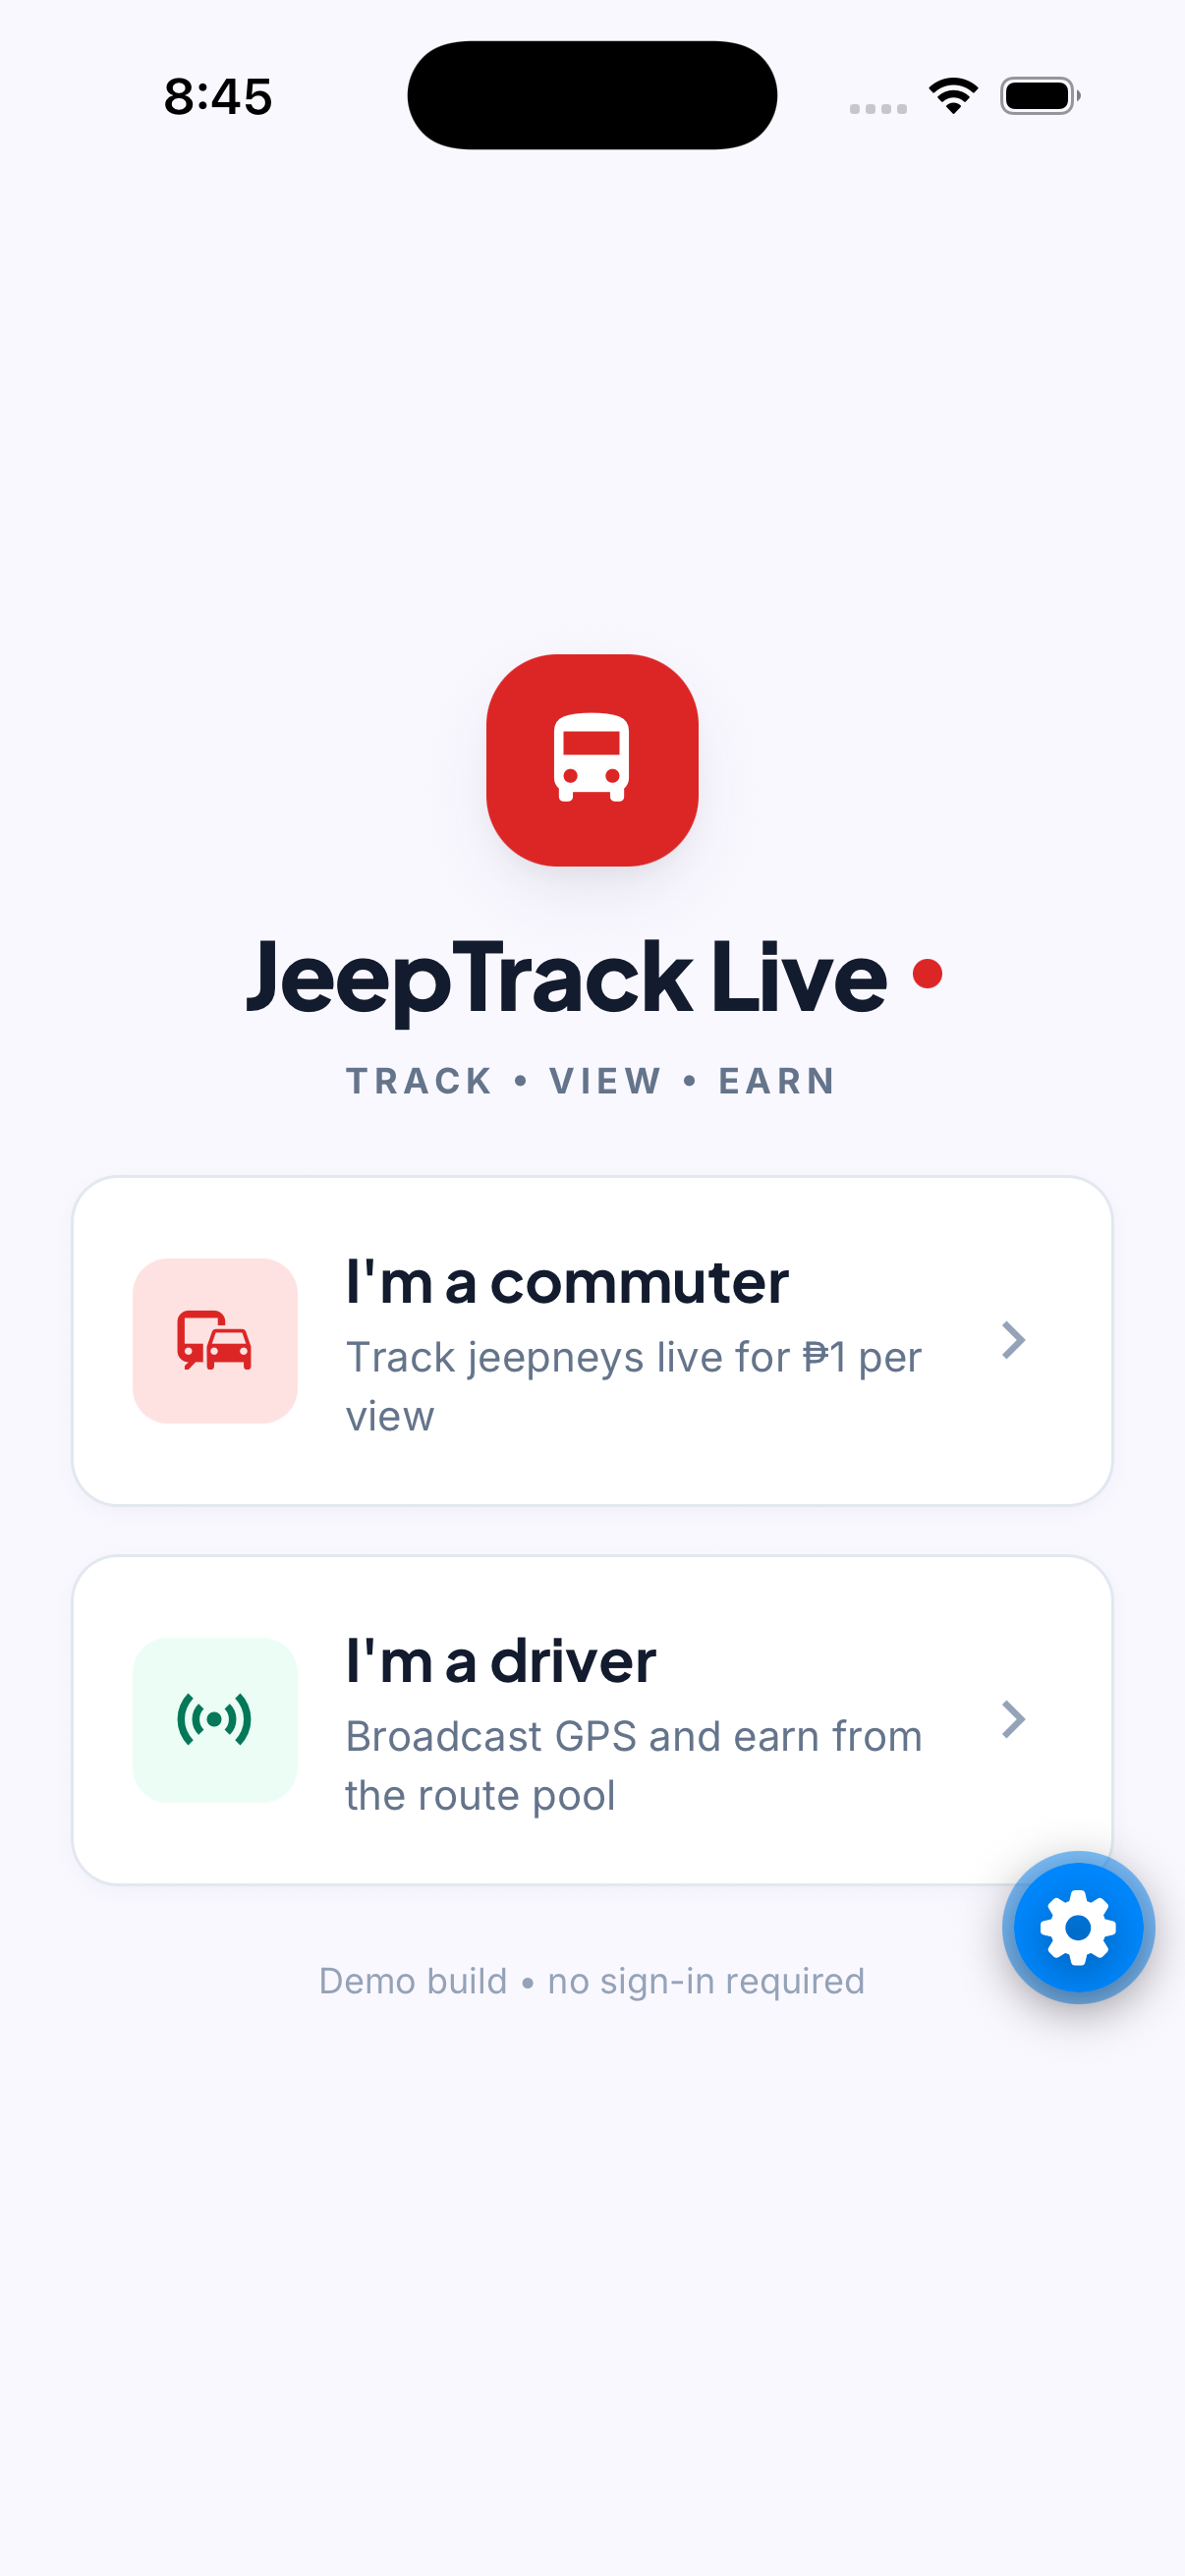 8:45
JeepTrack Live
TRACK • VIEW • EARN
I'm a commuter
Track jeepneys live for ₱1 per
view
I'm a driver
Broadcast GPS and earn from
the route pool
Demo build • no sign-in required